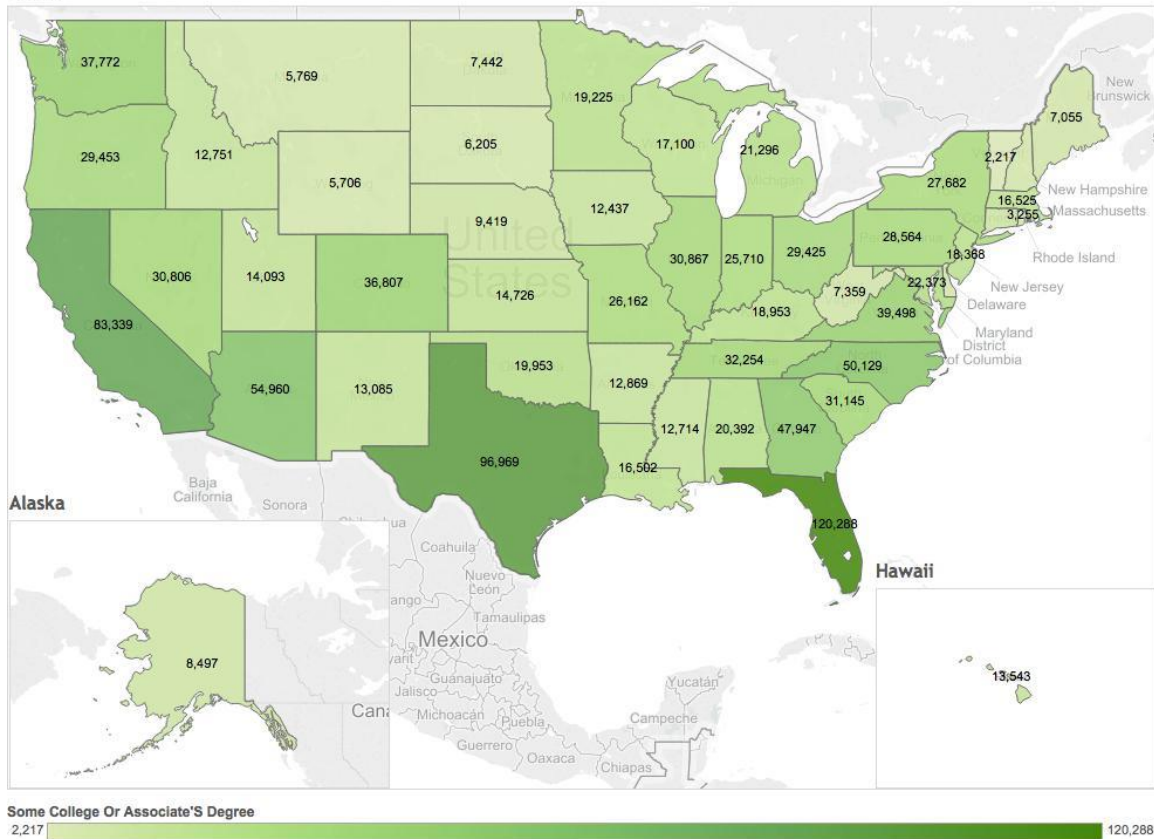 37,772
7,442
5,769
19,225
New
Brunswick
7,055
29,453
12,751
6,205
17,100
21,296
2,217
5,706
27,682
New Hampshire
16,525
Massachusetts
3,255
9,419
12,437
United
States
28,564
Rhode Island
30,806
14,093
36,807
30,867
25,710
29,425
18,368
New Jersey
14,726
26,162
7,359
22,373
Delaware
83,339
18,953
39,498
Maryland
District
of Columbia
32,254
50,129
54,960
13,085
19,953
12,869
31,145
12,714
20,392
47,947
96,969
16,502
Baja
California
Sonora
120,288
Alaska
Coahuila
Hawaii
Nuevo
León
Tamaulipas
Mexico
8,497
Guanajuato
Jalisco
Yucatán
13,543
Michoacán
Puebla
Campeche
Guerrero
Oaxaca
Chiapas
Some College Or Associate'S Degree
2,217
120,288